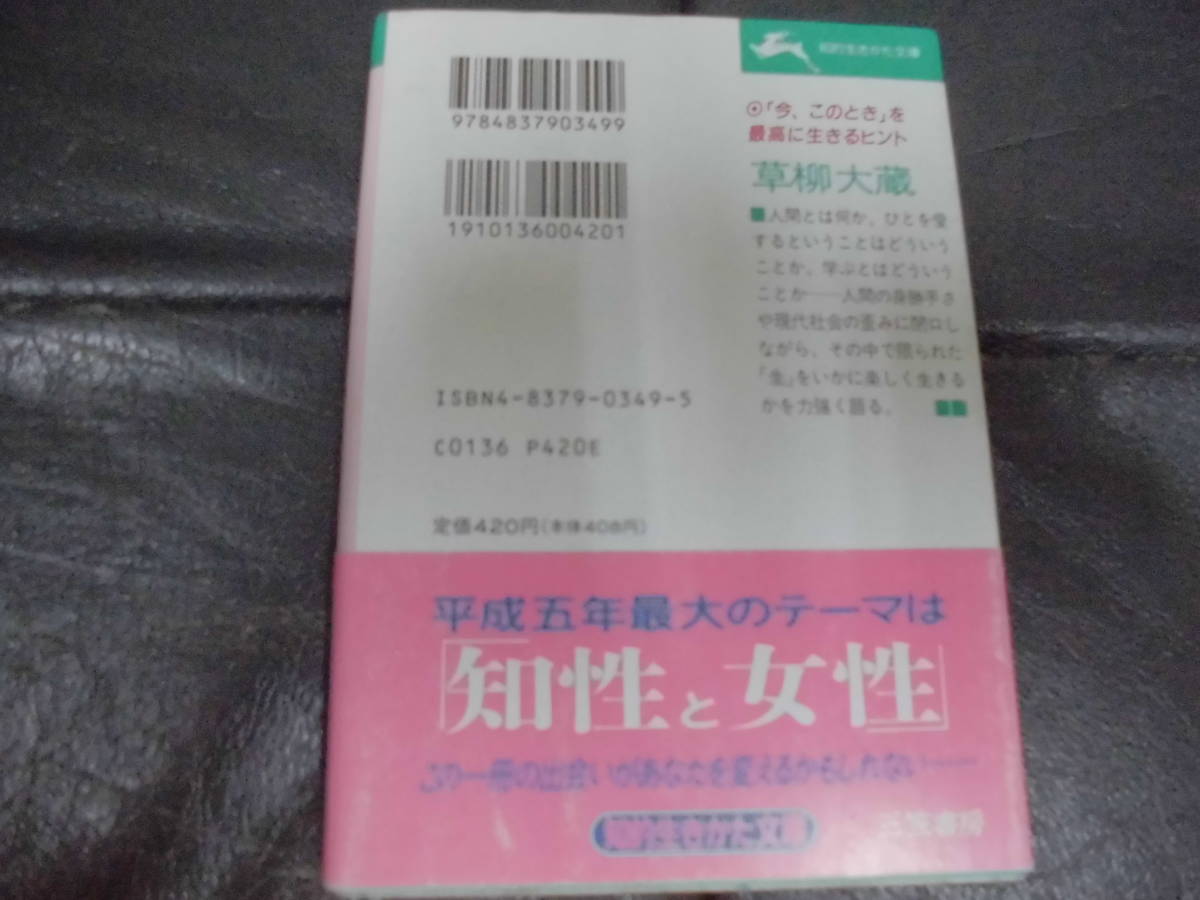 知的生きかた文庫
9784837903499
1910136004201
「今、このとき」を
最高に生きるヒント
草柳大蔵
人間とは何か、ひとを愛
するということはどういう
ことか、学ぶとはどういう
ことか──人間の身勝手さ
や現代社会の歪みに閉口し
ながら、その中で限られた
「生」をいかに楽しく生きる
かを力強く語る。
ISBN4-8379-0349-5
C0136 P420E
定価420円(本体408円)
平成五年最大のテーマは
「知性と女性」
この一冊の出会いがあなたを変えるかもしれない──
知的生きかた文庫
三笠書房